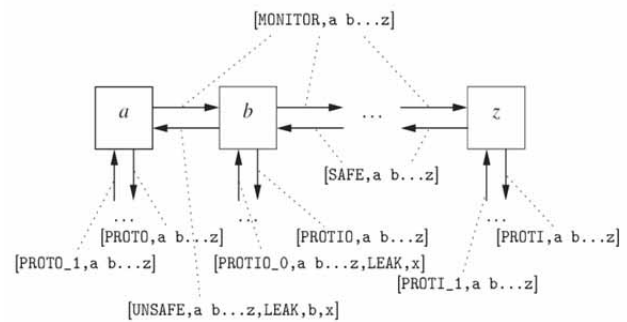 [MONITOR,a b...z]
a
b
...
z
[SAFE,a b...z]
...
...
...
[PROTO,a b...z]
[PROTIO,a b...z]
[PROTI,a b...z]
[PROTO_1,a b...z]
[PROTIO_0,a b...z,LEAK,x]
[PROTI_1,a b...z]
[UNSAFE,a b...z,LEAK,b,x]